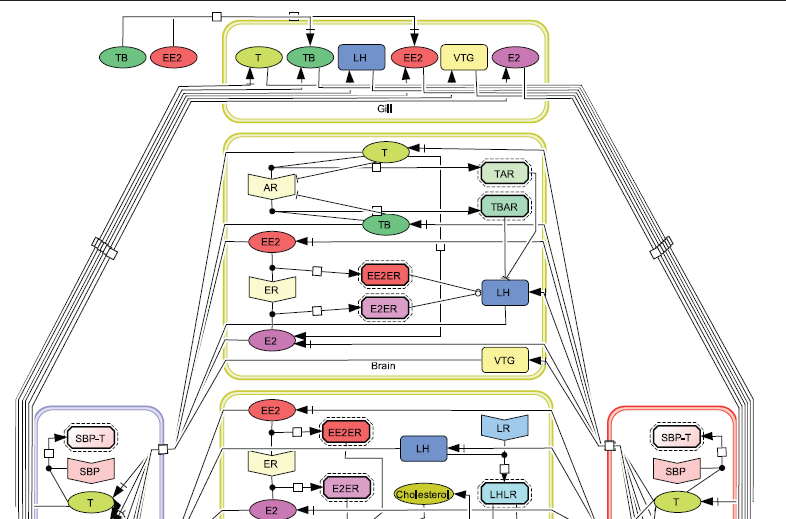 TB EE2 T TB LH EE2 VTG E2
Gill
T
AR TAR
TBAR
TB
EE2
EE2ER
ER LH
E2ER
E2
VTG
Brain
EE2
LR
SBP-T EE2ER SBP-T
LH
SBP ER SBP
E2ER Cholesterol LHLR
T T
E2